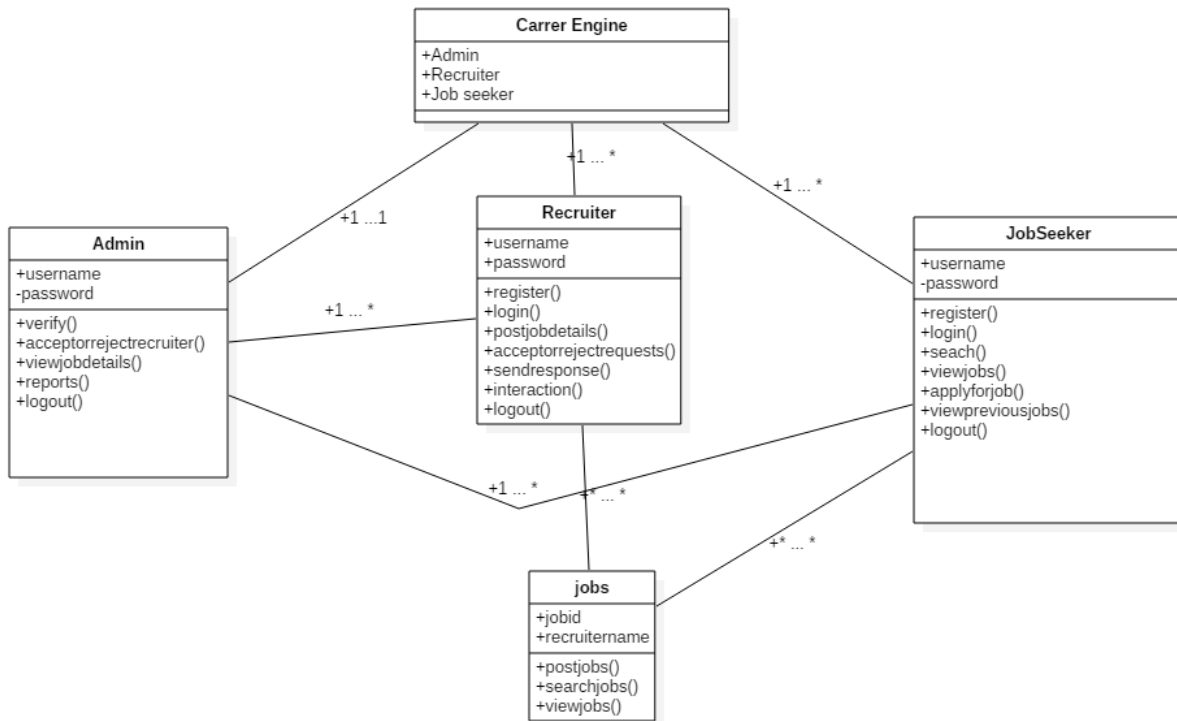 Carrer Engine
+Admin
+Recruiter
+Job seeker
+1 ... *
+1 ... *
+1 ...1
Recruiter
+username
+password
+register()
+login()
+postjobdetails()
+acceptorrejectrequests()
+sendresponse()
+interaction()
+logout()
Admin
+username
-password
+verify()
+acceptorrejectrecruiter()
+viewjobdetails()
+reports()
+logout()
JobSeeker
+username
-password
+register()
+login()
+seach()
+viewjobs()
+applyforjob()
+viewpreviousjobs()
+logout()
+1 ... *
+1 ... *
+* ... *
+* ... *
jobs
+jobid
+recruitername
+postjobs()
+searchjobs()
+viewjobs()